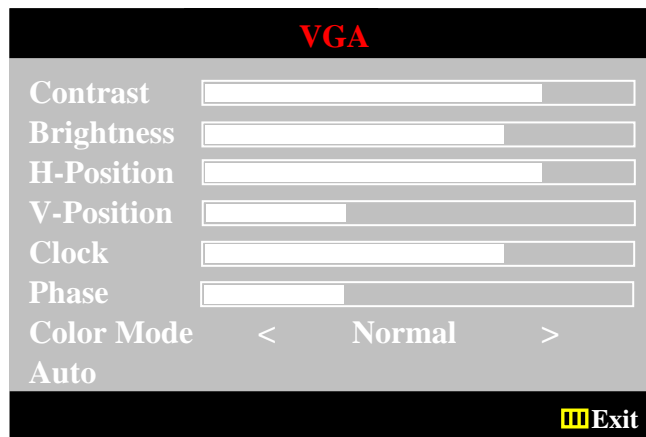 VGA
Contrast
Brightness
H-Position
V-Position
Clock
Phase
Color Mode < Normal >
Auto
Exit